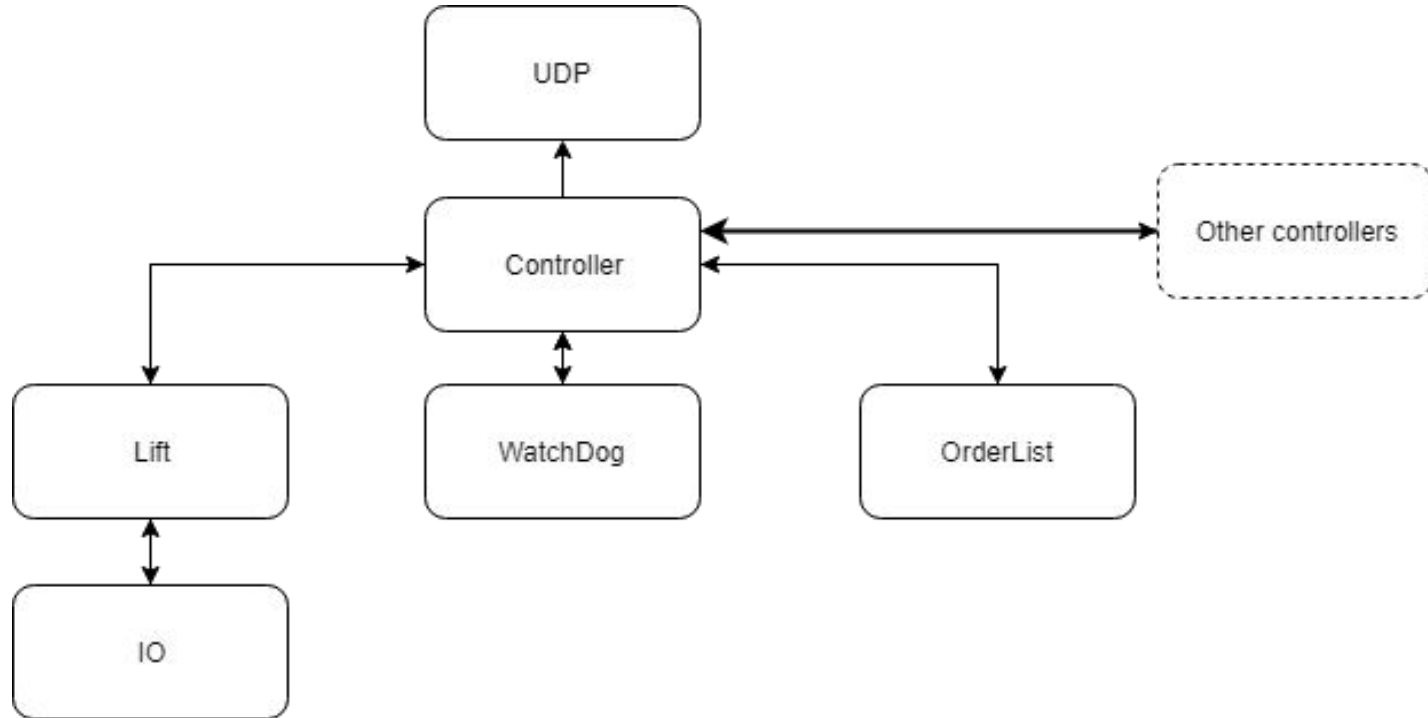 UDP
Other controllers
Controller
Lift
WatchDog
OrderList
IO